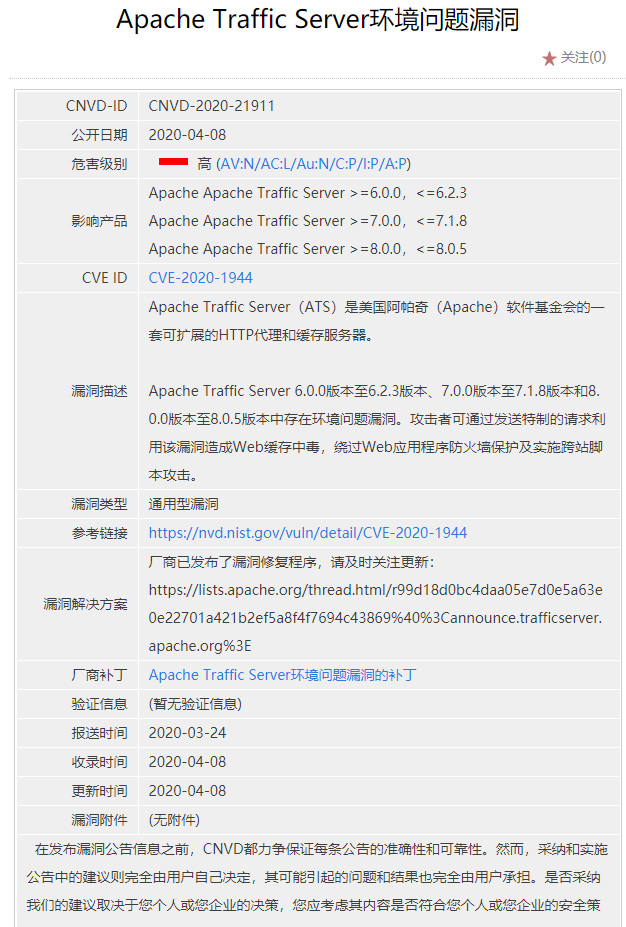 Apache Traffic Server环境问题漏洞
关注(0)
CNVD-ID CNVD-2020-21911
公开日期 2020-04-08
危害级别 高 (AV:N/AC:L/Au:N/C:P/I:P/A:P)
影响产品
Apache Apache Traffic Server >=6.0.0，<=6.2.3
Apache Apache Traffic Server >=7.0.0，<=7.1.8
Apache Apache Traffic Server >=8.0.0，<=8.0.5
CVE ID CVE-2020-1944
漏洞描述
Apache Traffic Server（ATS）是美国阿帕奇（Apache）软件基金会的一
套可扩展的HTTP代理和缓存服务器。
Apache Traffic Server 6.0.0版本至6.2.3版本、7.0.0版本至7.1.8版本和8.
0.0版本至8.0.5版本中存在环境问题漏洞。攻击者可通过发送特制的请求利
用该漏洞造成Web缓存中毒，绕过Web应用程序防火墙保护及实施跨站脚
本攻击。
漏洞类型 通用型漏洞
参考链接 https://nvd.nist.gov/vuln/detail/CVE-2020-1944
漏洞解决方案
厂商已发布了漏洞修复程序，请及时关注更新：
https://lists.apache.org/thread.html/r99d18d0bc4daa05e7d0e5a63e
0e22701a421b2ef5a8f4f7694c43869%40%3Cannounce.trafficserver.
apache.org%3E
厂商补丁 Apache Traffic Server环境问题漏洞的补丁
验证信息 (暂无验证信息)
报送时间 2020-03-24
收录时间 2020-04-08
更新时间 2020-04-08
漏洞附件 (无附件)
在发布漏洞公告信息之前，CNVD都力争保证每条公告的准确性和可靠性。然而，采纳和实施
公告中的建议则完全由用户自己决定，其可能引起的问题和结果也完全由用户承担。是否采纳
我们的建议取决于您个人或您企业的决策，您应考虑其内容是否符合您个人或您企业的安全策